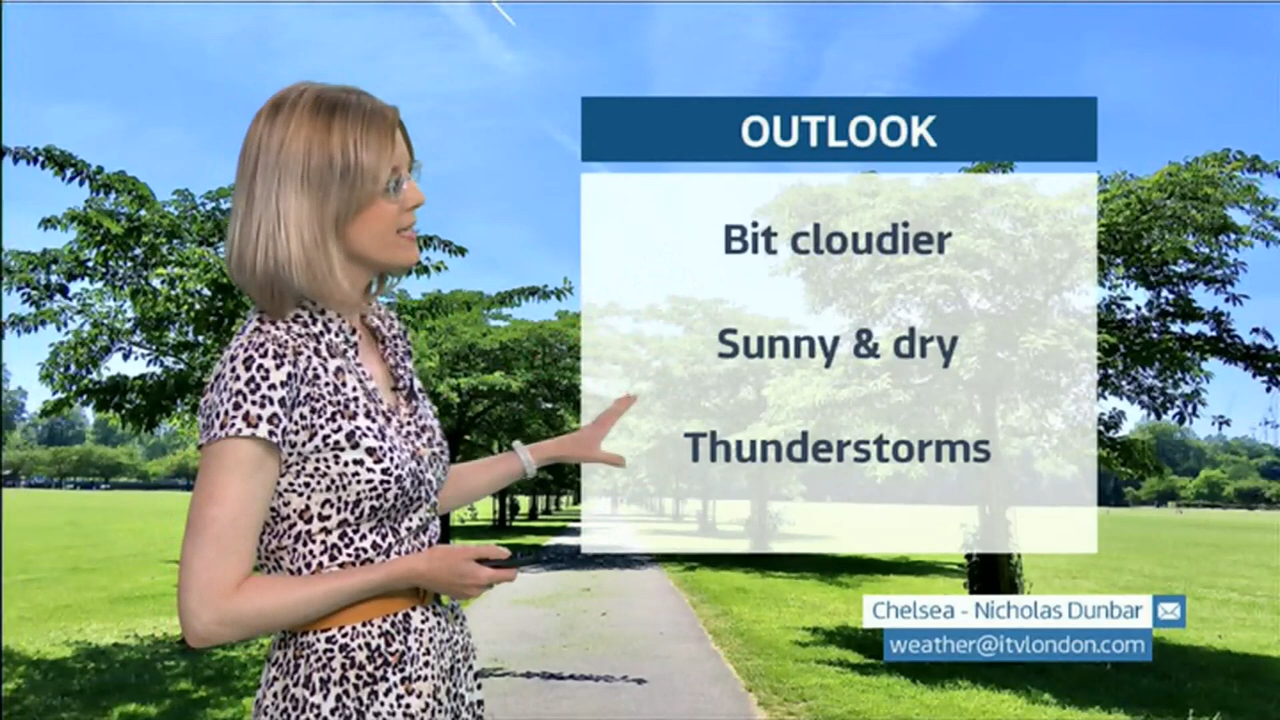 OUTLOOK
Bit cloudier
Sunny & dry
Thunderstorms
Chelsea - Nicholas Dunbar
weather@itvlondon.com